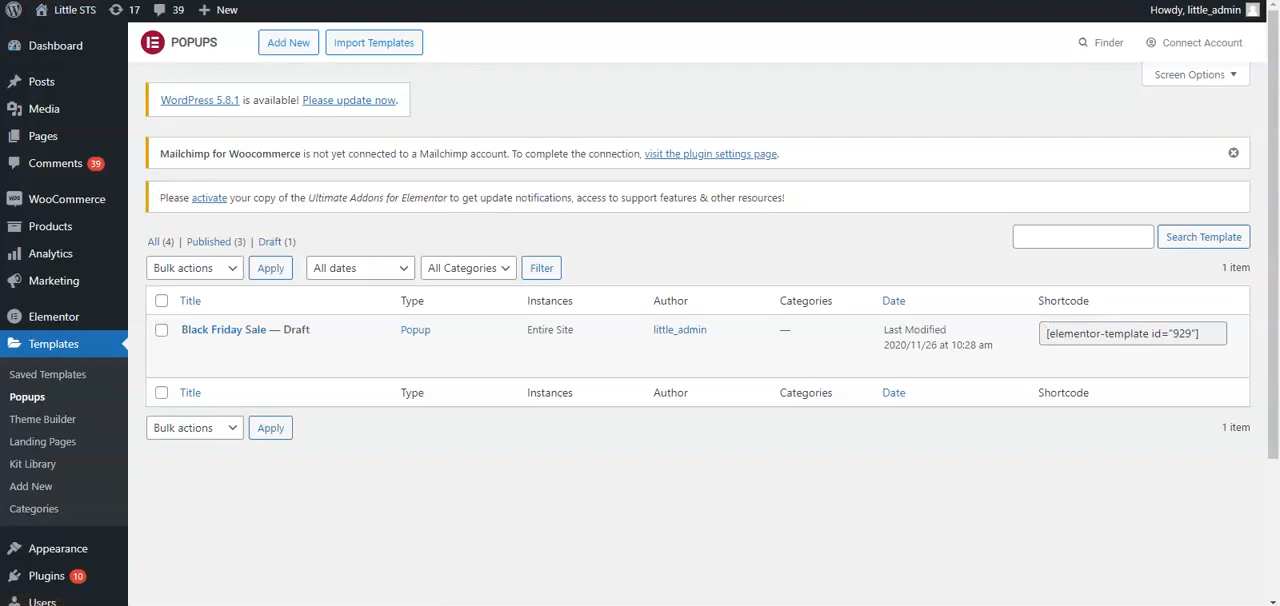 Little STS 17 39 New Howdy, little_admin
Dashboard
Posts
Media
Pages
Comments 39
WooCommerce
Products
Analytics
Marketing
Elementor
Templates
Saved Templates
Popups
Theme Builder
Landing Pages
Kit Library
Add New
Categories
Appearance
Plugins 10
Users
POPUPS Add New Import Templates Finder Connect Account
Screen Options
WordPress 5.8.1 is available! Please update now.
Mailchimp for Woocommerce is not yet connected to a Mailchimp account. To complete the connection, visit the plugin settings page.
Please activate your copy of the Ultimate Addons for Elementor to get update notifications, access to support features & other resources!
All (4) | Published (3) | Draft (1) Search Template
Bulk actions Apply All dates All Categories Filter 1 item
Title Type Instances Author Categories Date Shortcode
Black Friday Sale — Draft Popup Entire Site little_admin — Last Modified [elementor-template id="929"]
2020/11/26 at 10:28 am
Title Type Instances Author Categories Date Shortcode
Bulk actions Apply 1 item